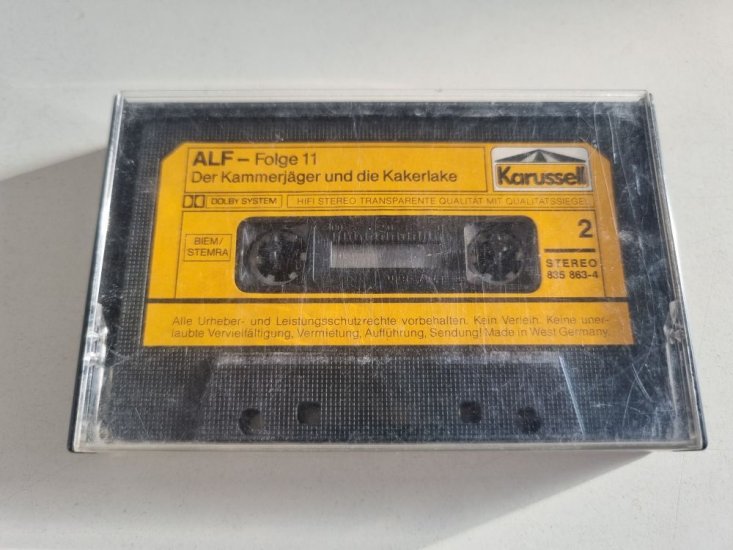 ALF – Folge 11
Der Kammerjäger und die Kakerlake
Karussell
DOLBY SYSTEM HIFI STEREO TRANSPARENTE QUALITÄT MIT QUALITÄTSSIEGEL
BIEM/
STEMRA
2
STEREO
835 863-4
Alle Urheber- und Leistungsschutzrechte vorbehalten. Kein Verleih. Keine uner-
laubte Vervielfältigung, Vermietung, Aufführung, Sendung! Made in West Germany.